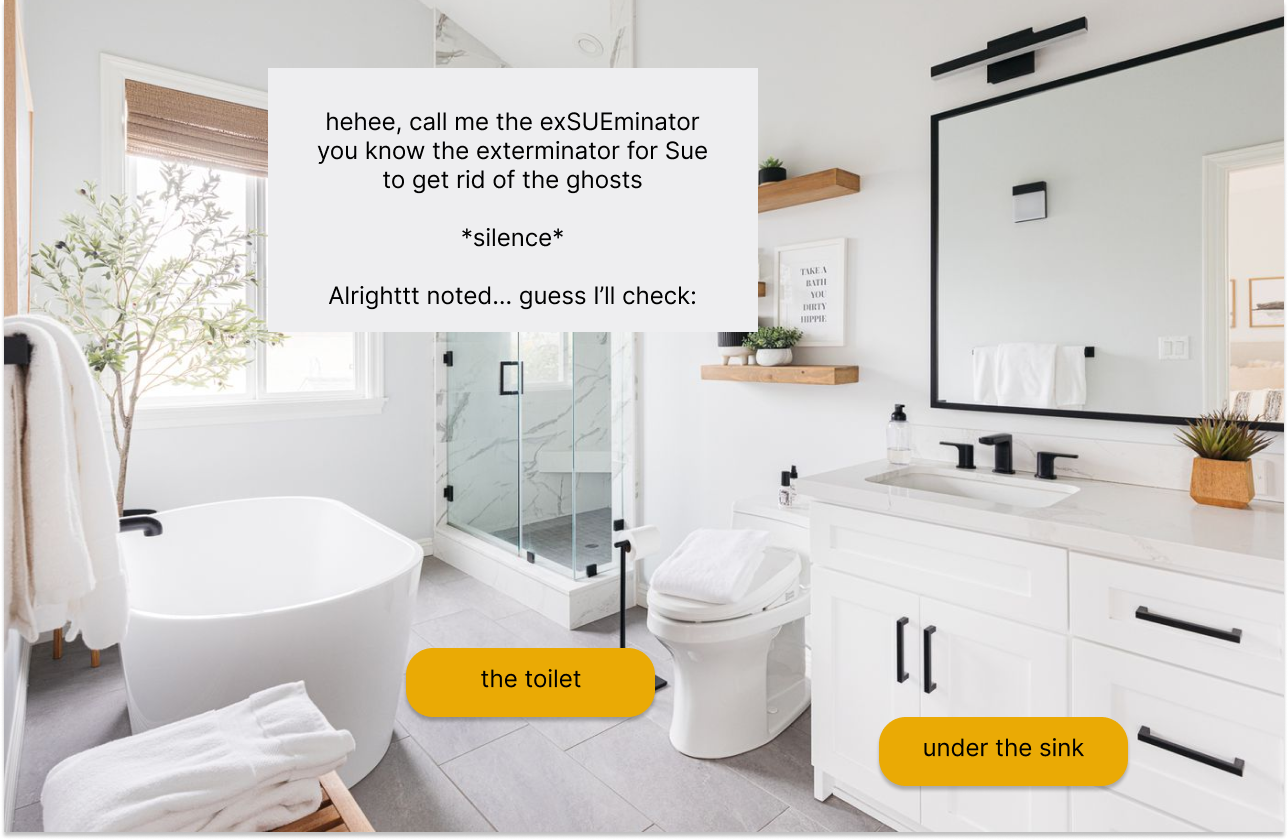 hehee, call me the exSUEminator
you know the exterminator for Sue
to get rid of the ghosts
*silence*
Alrighttt noted... guess I’ll check:
TAKE A
BATH
YOU
DIRTY
HIPPIE
the toilet
under the sink